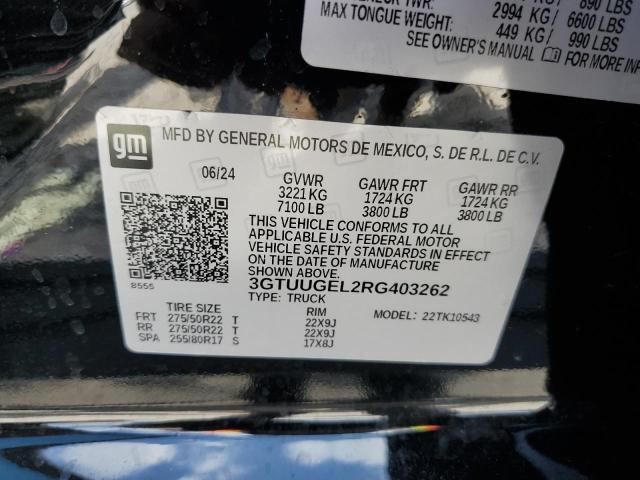 2994 KG/ 6600 LBS
MAX TONGUE WEIGHT: 449 KG/ 990 LBS
SEE OWNER'S MANUAL FOR MORE INF
gm
MFD BY GENERAL MOTORS DE MEXICO, S. DE R.L. DE C.V.
06/24 GVWR GAWR FRT GAWR RR
3221 KG 1724 KG 1724 KG
7100 LB 3800 LB 3800 LB
THIS VEHICLE CONFORMS TO ALL
APPLICABLE U.S. FEDERAL MOTOR
VEHICLE SAFETY STANDARDS IN EFFECT
ON THE DATE OF MANUFACTURE
SHOWN ABOVE.
8555 3GTUUGEL2RG403262
TYPE: TRUCK
TIRE SIZE RIM MODEL: 22TK10543
FRT 275/50R22 T 22X9J
RR 275/50R22 T 22X9J
SPA 255/80R17 S 17X8J